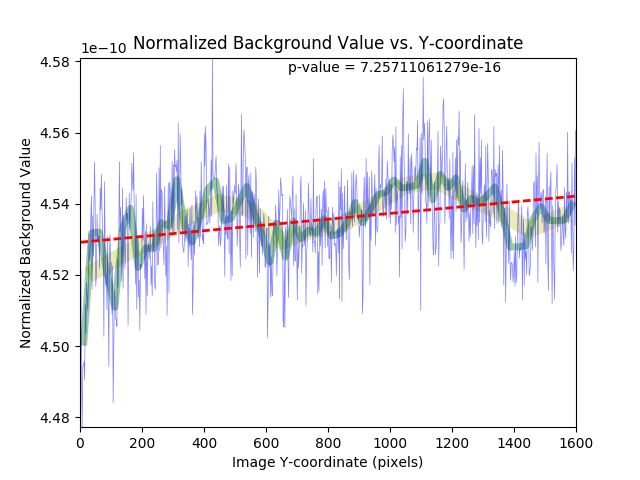 1e−10
Normalized Background Value vs. Y-coordinate
p-value = 7.25711061279e-16
4.58
4.56
4.54
4.52
4.50
4.48
Normalized Background Value
0 200 400 600 800 1000 1200 1400 1600
Image Y-coordinate (pixels)